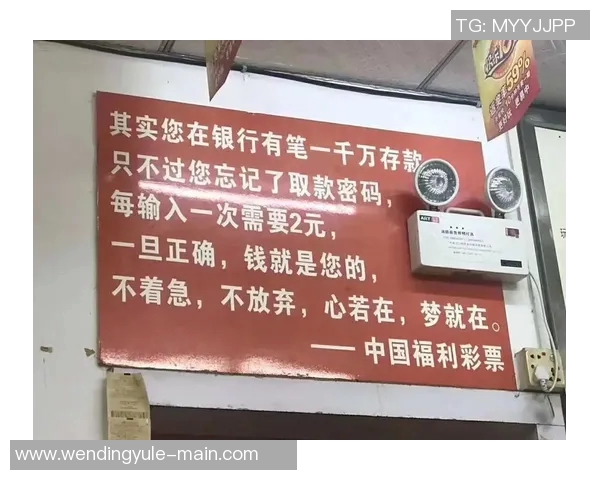 TG: MYYJJPP
59%
其实您在银行有笔一千万存款
只不过您忘记了取款密码，
每输入一次需要2元，
一旦正确，钱就是您的，
不着急，不放弃，心若在，梦就在。
——中国福利彩票
www.wendingyule-main.com